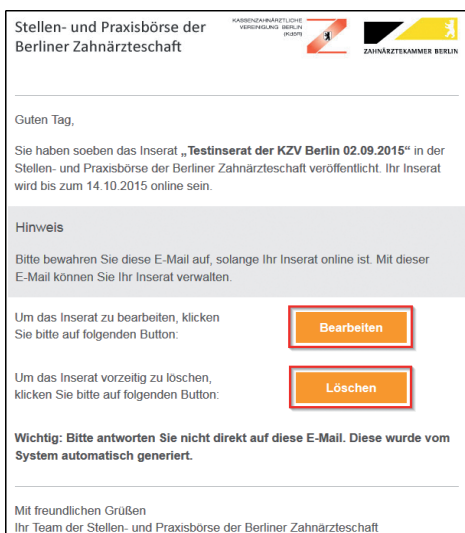 Stellen- und Praxisbörse der
Berliner Zahnärzteschaft
KASSENZAHNÄRZTLICHE
VEREINIGUNG BERLIN
(KdöR)
ZAHNÄRZTEKAMMER BERLIN
Guten Tag,
Sie haben soeben das Inserat „Testinserat der KZV Berlin 02.09.2015“ in der
Stellen- und Praxisbörse der Berliner Zahnärzteschaft veröffentlicht. Ihr Inserat
wird bis zum 14.10.2015 online sein.
Hinweis
Bitte bewahren Sie diese E-Mail auf, solange Ihr Inserat online ist. Mit dieser
E-Mail können Sie Ihr Inserat verwalten.
Um das Inserat zu bearbeiten, klicken
Sie bitte auf folgenden Button:
Bearbeiten
Um das Inserat vorzeitig zu löschen,
klicken Sie bitte auf folgenden Button:
Löschen
Wichtig: Bitte antworten Sie nicht direkt auf diese E-Mail. Diese wurde vom
System automatisch generiert.
Mit freundlichen Grüßen
Ihr Team der Stellen- und Praxisbörse der Berliner Zahnärzteschaft